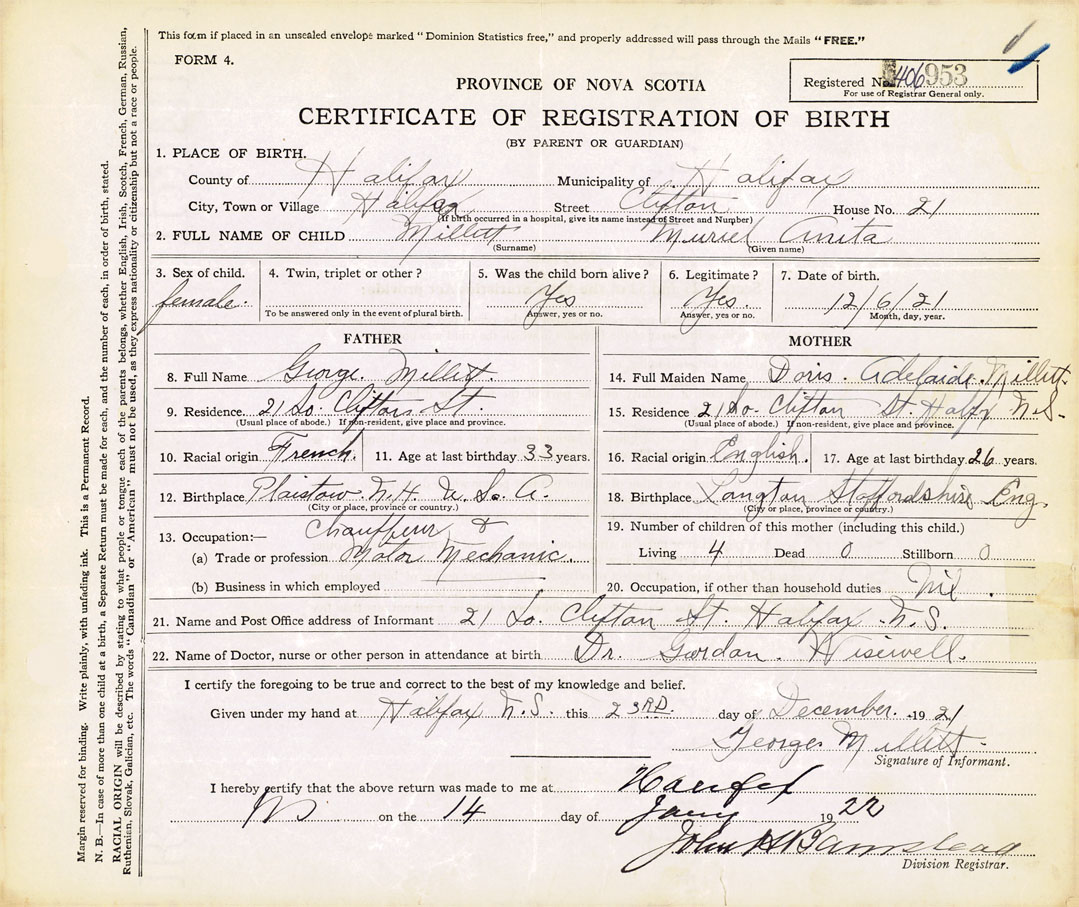 This form if placed in an unsealed envelope marked "Dominion Statistics free," and properly addressed will pass through the Mails "FREE."
FORM 4.
PROVINCE OF NOVA SCOTIA
Registered No. 406953
For use of Registrar General only.
CERTIFICATE OF REGISTRATION OF BIRTH
(BY PARENT OR GUARDIAN)
1. PLACE OF BIRTH.
County of Halifax Municipality of Halifax
City, Town or Village Halifax Street Clifton House No. 21
(If birth occurred in a hospital, give its name instead of Street and Number)
2. FULL NAME OF CHILD Millett Muriel Anita
(Surname) (Given name)
3. Sex of child. 4. Twin, triplet or other? 5. Was the child born alive? 6. Legitimate? 7. Date of birth.
female. Yes Yes. 12/6/21
To be answered only in the event of plural birth. Answer, yes or no. Answer, yes or no. Month, day, year.
FATHER
8. Full Name George. Millett.
9. Residence. 21 So. Clifton St.
(Usual place of abode.) If non-resident, give place and province.
10. Racial origin French. 11. Age at last birthday 33 years.
12. Birthplace Plaistow N.H. U. S. A.
(City or place, province or country.)
13. Occupation:— Chauffeur &
(a) Trade or profession Motor Mechanic.
(b) Business in which employed
MOTHER
14. Full Maiden Name Doris. Adelaide. Millett.
15. Residence 21 So. Clifton St. Halfx N.S.
(Usual place of abode.) If non-resident, give place and province.
16. Racial origin English. 17. Age at last birthday 26 years.
18. Birthplace Langton Staffordshire Eng.
(City or place, province or country.)
19. Number of children of this mother (including this child.)
Living 4 Dead 0 Stillborn 0
20. Occupation, if other than household duties Nil.
21. Name and Post Office address of Informant 21 So. Clifton St. Halifax N.S.
22. Name of Doctor, nurse or other person in attendance at birth Dr. Gordan. Wisewell.
I certify the foregoing to be true and correct to the best of my knowledge and belief.
Given under my hand at Halifax N.S. this 23RD. day of December. 1921
George Millett
Signature of Informant.
I hereby certify that the above return was made to me at Halifax
NS on the 14 day of Jany 1922
John H Barnstead
Division Registrar.
Margin reserved for binding. Write plainly, with unfading ink. This is a Permanent Record.
N. B.—In case of more than one child at a birth, a Separate Return must be made for each, and the number of each, in order of birth, stated.
RACIAL ORIGIN will be described by stating to what people or tongue each of the parents belongs, whether English, Irish, Scotch, French, German, Russian,
Ruthenian, Slovak, Galician, etc. The words "Canadian" or "American" must not be used, as they express nationality or citizenship but not a race or people.